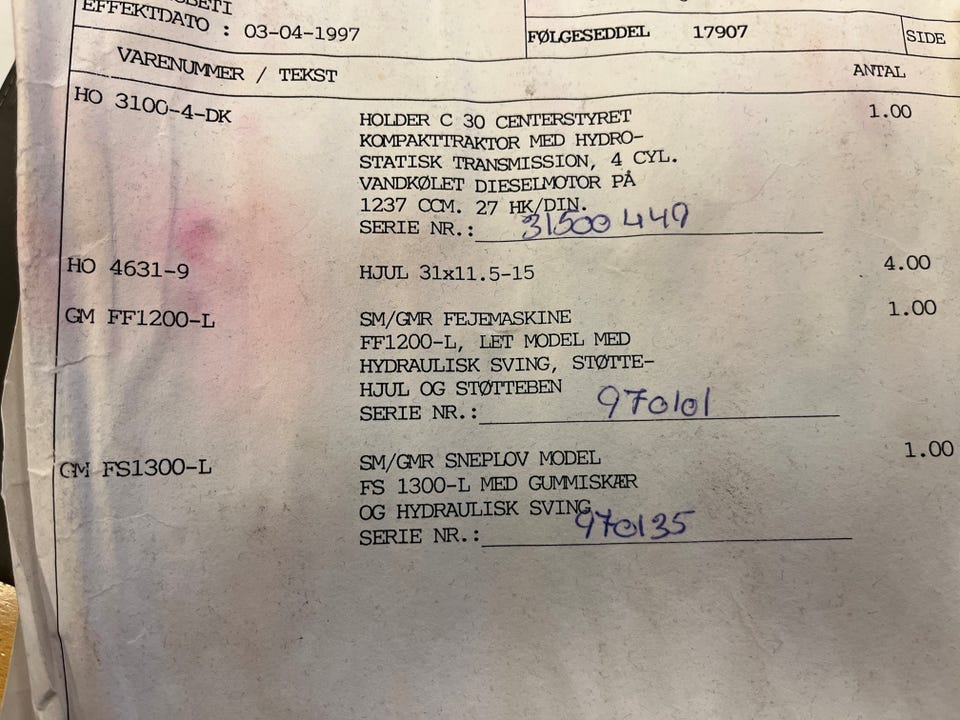 EFFEKTDATO : 03-04-1997
FØLGESEDDEL 17907
SIDE
VARENUMMER / TEKST ANTAL
HO 3100-4-DK HOLDER C 30 CENTERSTYRET 1.00
KOMPAKTTRAKTOR MED HYDRO-
STATISK TRANSMISSION, 4 CYL.
VANDKØLET DIESELMOTOR PÅ
1237 CCM. 27 HK/DIN.
SERIE NR.: 31500449
HO 4631-9 HJUL 31x11.5-15 4.00
GM FF1200-L SM/GMR FEJEMASKINE 1.00
FF1200-L, LET MODEL MED
HYDRAULISK SVING, STØTTE-
HJUL OG STØTTEBEN
SERIE NR.: 970101
GM FS1300-L SM/GMR SNEPLOV MODEL 1.00
FS 1300-L MED GUMMISKÆR
OG HYDRAULISK SVING
SERIE NR.: 970135